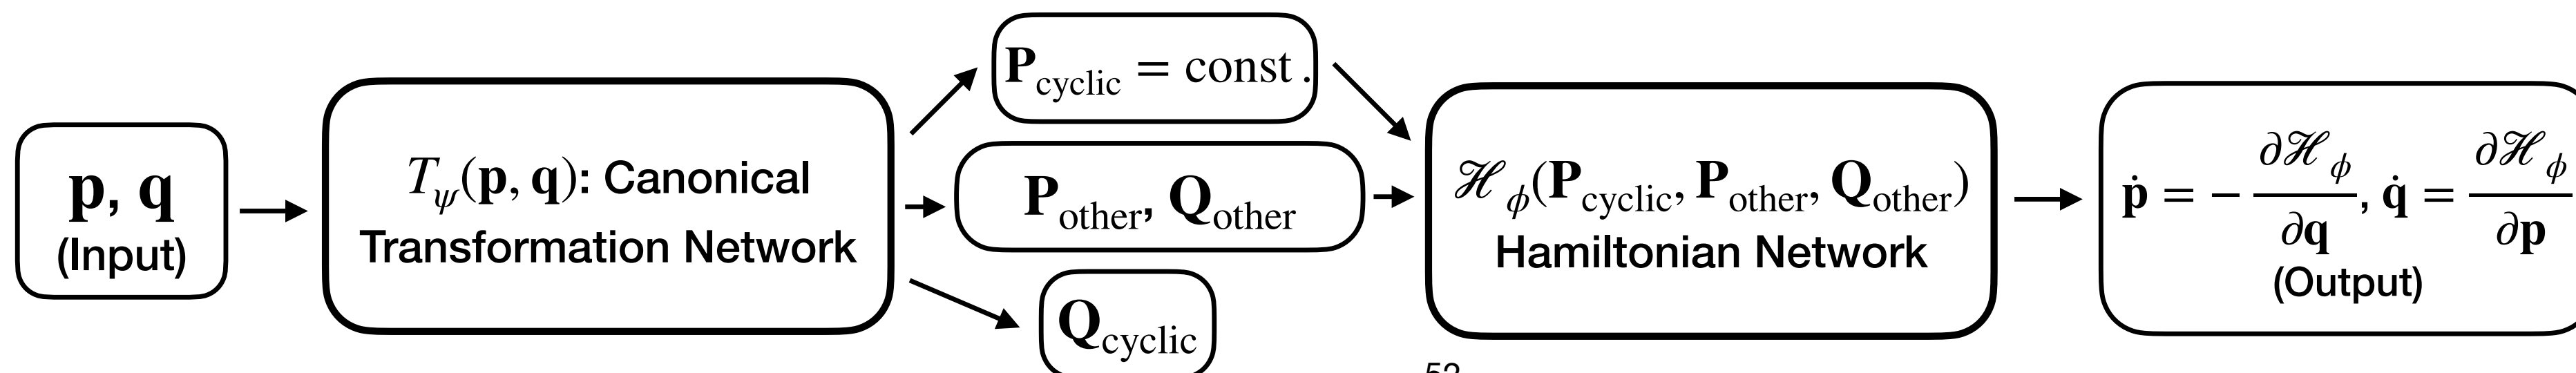 p, q
(Input)
T_ψ(p, q): Canonical
Transformation Network
P_cyclic = const .
P_other, Q_other
Q_cyclic
ℋ_ϕ(P_cyclic, P_other, Q_other)
Hamiltonian Network
ṗ = − ∂ℋ_ϕ/∂q, q̇ = ∂ℋ_ϕ/∂p
(Output)